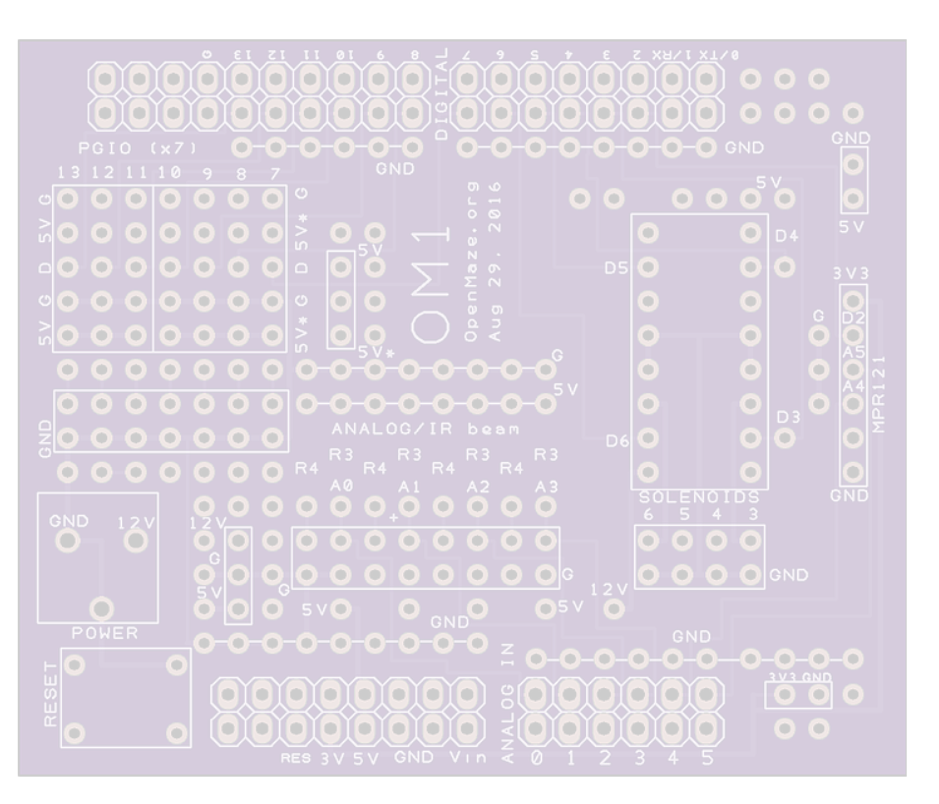 0 13 12 11 10 9 8
DIGITAL
7 6 5 4 3 2 1/RX 0/TX
PGIO (x7)
GND
GND
GND
13 12 11 10 9 8 7
5V G
5V* G
5V
OM1
OpenMaze.org
Aug 29, 2016
5V
D4
5V
D
D
D5
3V3
5V G
5V* G
G
D2
5V*
G
A5
5V
A4
MPR121
GND
ANALOG/IR beam
D3
D6
R3 R3 R3 R3
R4 R4 R4 R4
A0 A1 A2 A3
GND
SOLENOIDS
6 5 4 3
+
GND 12V
12V
G
G
GND
5V
G
12V
5V
5V
GND
POWER
GND
RESET
ANALOG IN
3V3 GND
RES 3V 5V GND Vin
0 1 2 3 4 5